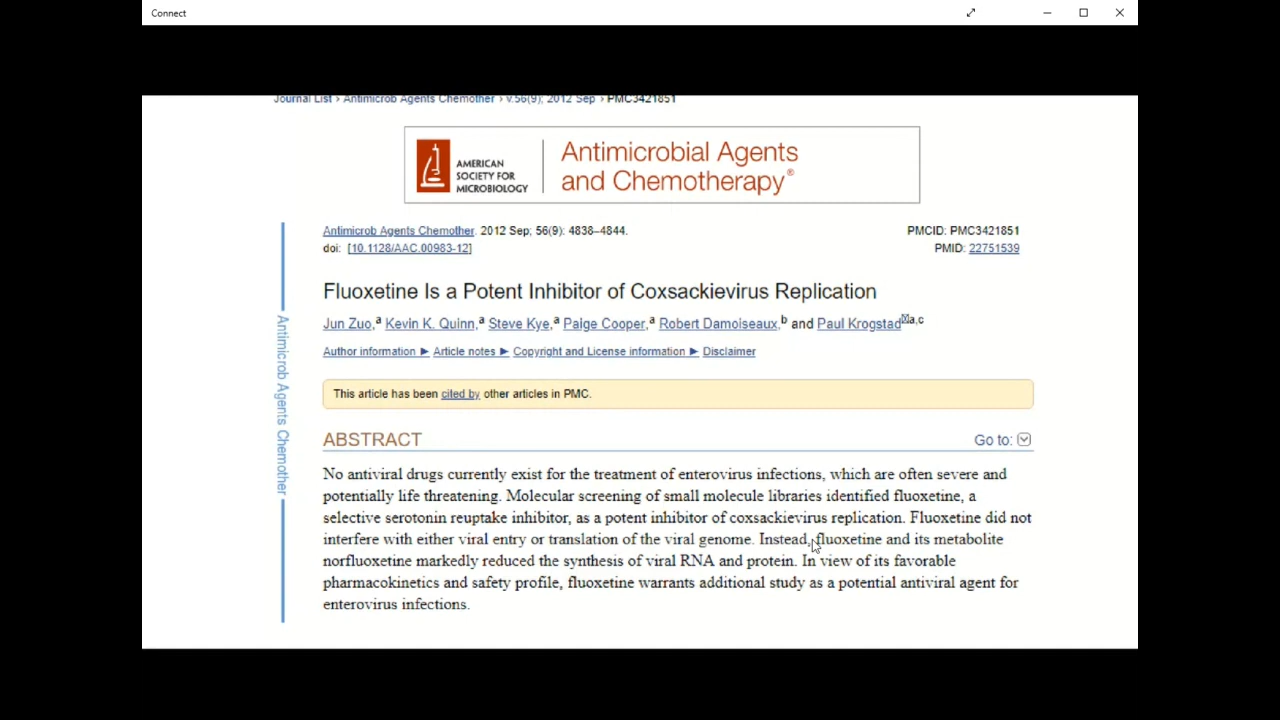 Connect
Journal List › Antimicrob Agents Chemother › v.56(9); 2012 Sep › PMC3421851
AMERICAN
SOCIETY FOR
MICROBIOLOGY
Antimicrobial Agents
and Chemotherapy®
Antimicrob Agents Chemother. 2012 Sep; 56(9): 4838–4844.
PMCID: PMC3421851
doi: [10.1128/AAC.00983-12]
PMID: 22751539
Fluoxetine Is a Potent Inhibitor of Coxsackievirus Replication
Jun Zuo,a Kevin K. Quinn,a Steve Kye,a Paige Cooper,a Robert Damoiseaux,b and Paul Krogstad✉a,c
Author information ► Article notes ► Copyright and License information ► Disclaimer
This article has been cited by other articles in PMC.
Antimicrob Agents Chemother
ABSTRACT
Go to:
No antiviral drugs currently exist for the treatment of enterovirus infections, which are often severe and
potentially life threatening. Molecular screening of small molecule libraries identified fluoxetine, a
selective serotonin reuptake inhibitor, as a potent inhibitor of coxsackievirus replication. Fluoxetine did not
interfere with either viral entry or translation of the viral genome. Instead, fluoxetine and its metabolite
norfluoxetine markedly reduced the synthesis of viral RNA and protein. In view of its favorable
pharmacokinetics and safety profile, fluoxetine warrants additional study as a potential antiviral agent for
enterovirus infections.